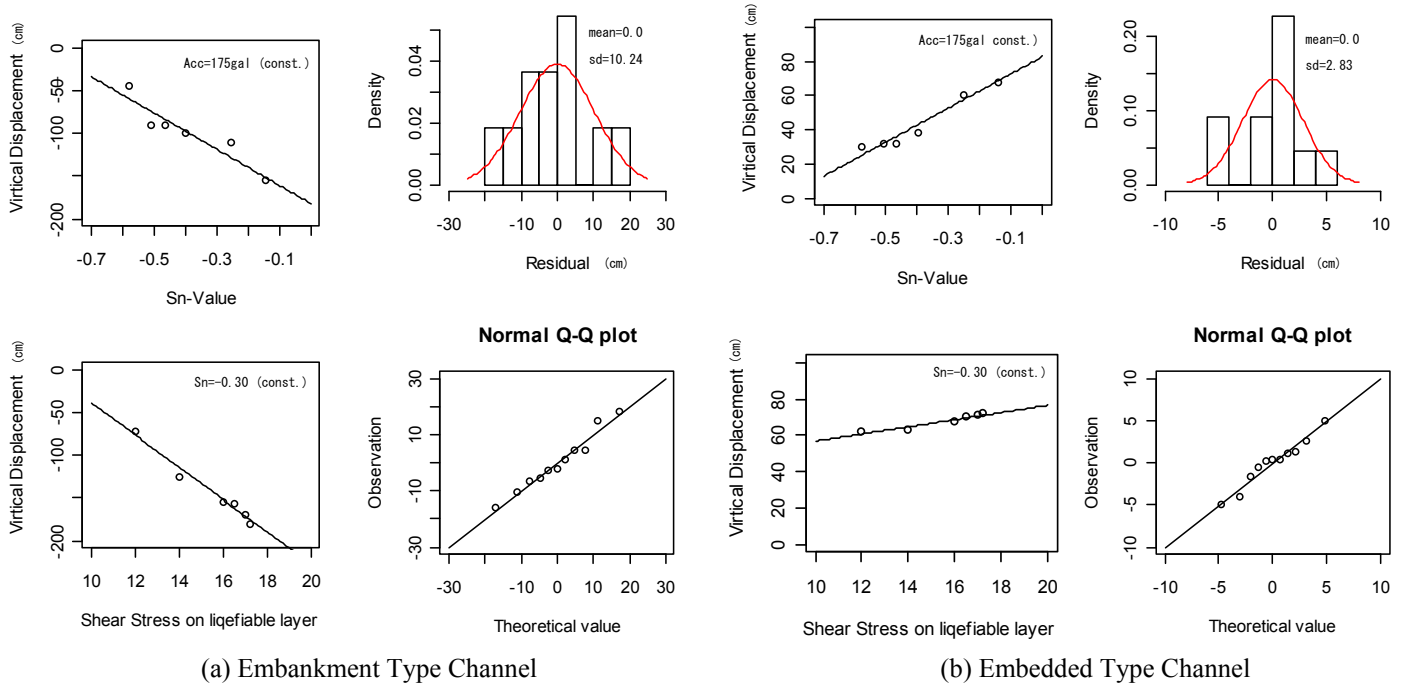 Virtical Displacement (cm)
0
-50
-100
-200
Acc=175gal (const.)
-0.7 -0.5 -0.3 -0.1
Sn-Value
Density
0.04
0.02
0.00
mean=0.0
sd=10.24
-30 -10 0 10 20 30
Residual (cm)
Virtical Displacement (cm)
80
60
40
20
0
Acc=175gal const.)
-0.7 -0.5 -0.3 -0.1
Sn-Value
Density
0.20
0.10
0.00
mean=0.0
sd=2.83
-10 -5 0 5 10
Residual (cm)
Virtical Displacement (cm)
0
-50
-100
-200
Sn=-0.30 (const.)
10 12 14 16 18 20
Shear Stress on liqefiable layer
Normal Q-Q plot
Observation
30
10
-10
-30
-30 -10 0 10 20 30
Theoretical value
Virtical Displacement (cm)
80
60
40
20
0
Sn=-0.30 (const.)
10 12 14 16 18 20
Shear Stress on liqefiable layer
Normal Q-Q plot
Observation
10
5
0
-5
-10
-10 -5 0 5 10
Theoretical value
(a) Embankment Type Channel
(b) Embedded Type Channel